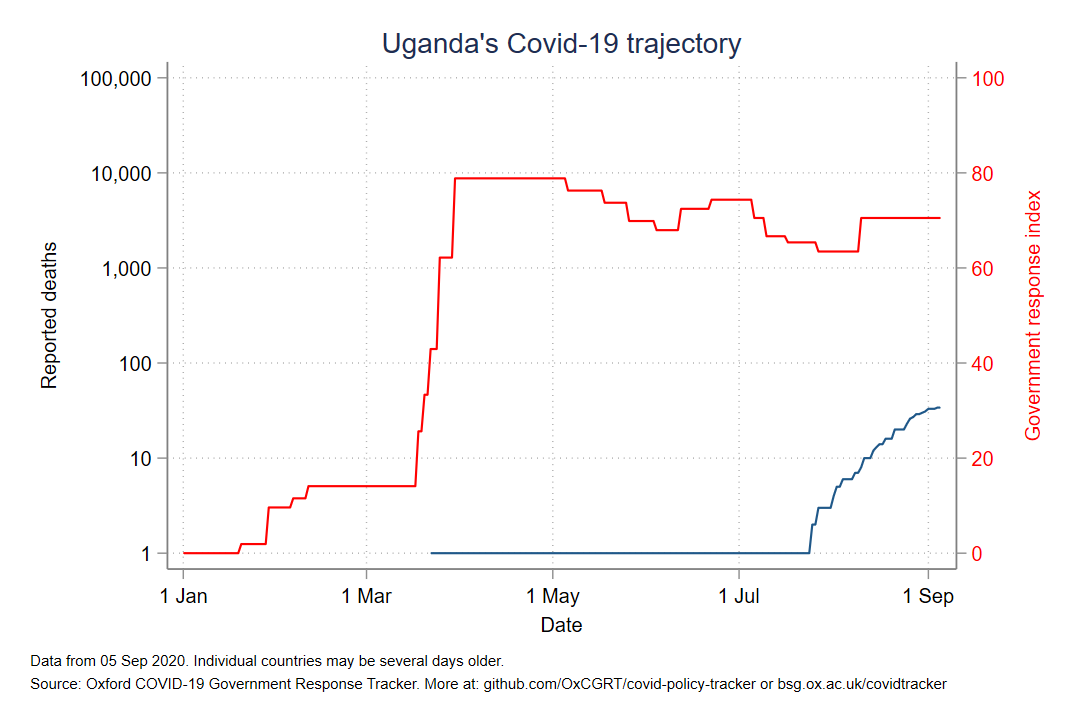 Uganda's Covid-19 trajectory
100,000
10,000
1,000
100
10
1
Reported deaths
100
80
60
40
20
0
Government response index
1 Jan
1 Mar
1 May
1 Jul
1 Sep
Date
Data from 05 Sep 2020. Individual countries may be several days older.
Source: Oxford COVID-19 Government Response Tracker. More at: github.com/OxCGRT/covid-policy-tracker or bsg.ox.ac.uk/covidtracker